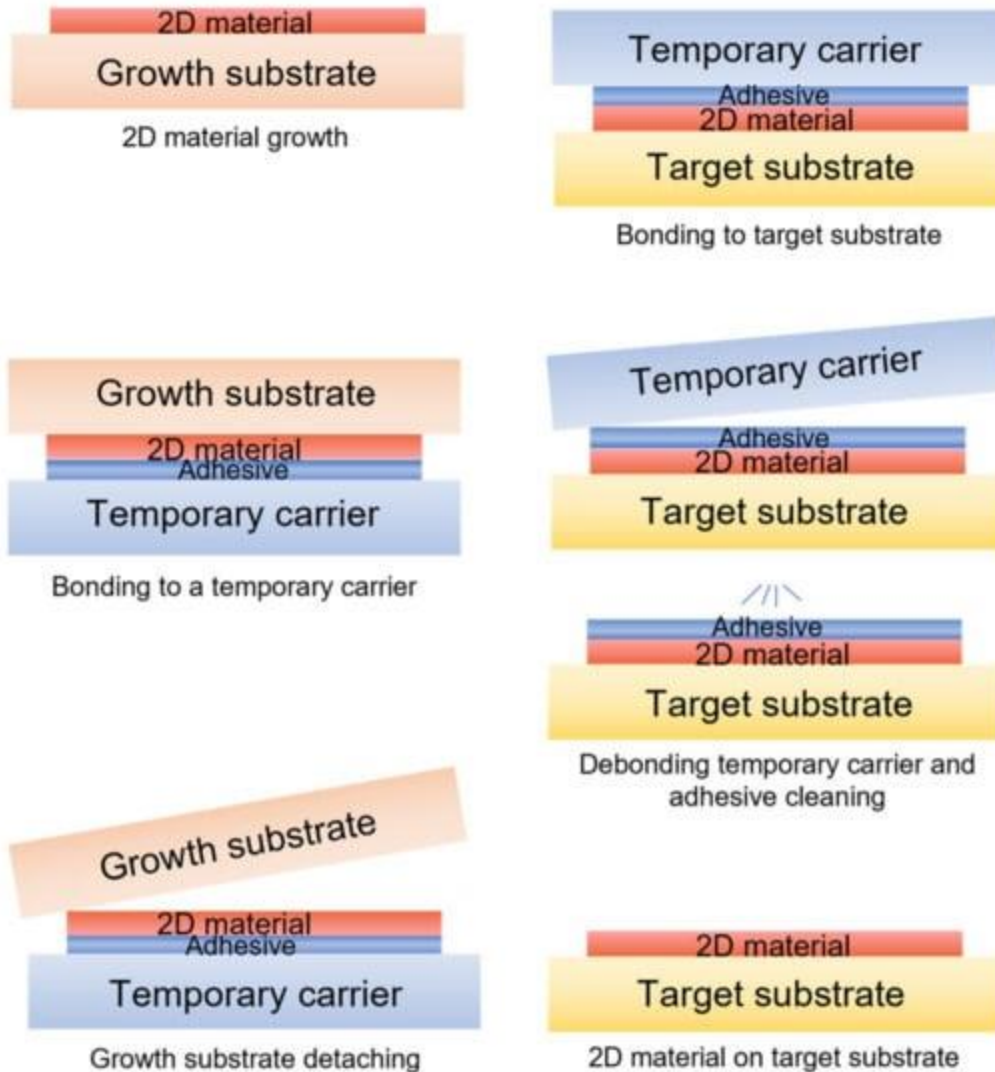 2D material
Growth substrate
2D material growth
Growth substrate
2D material
Adhesive
Temporary carrier
Bonding to a temporary carrier
Growth substrate
2D material
Adhesive
Temporary carrier
Growth substrate detaching
Temporary carrier
Adhesive
2D material
Target substrate
Bonding to target substrate
Temporary carrier
Adhesive
2D material
Target substrate
Adhesive
2D material
Target substrate
Debonding temporary carrier and
adhesive cleaning
2D material
Target substrate
2D material on target substrate